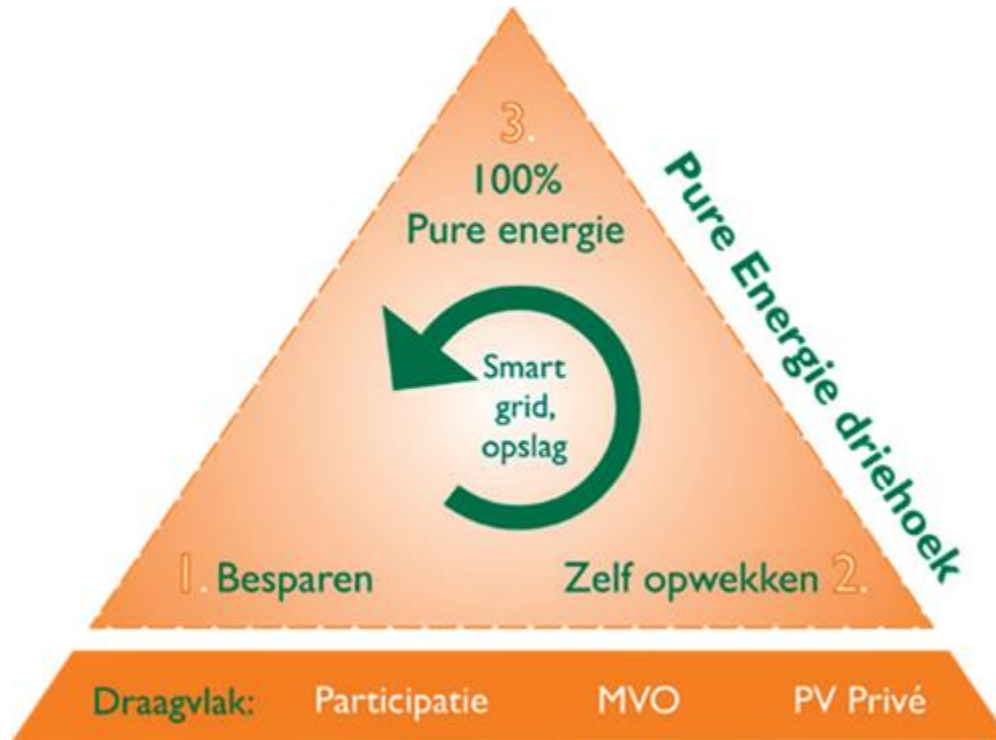 3.
100%
Pure energie
Pure Energie driehoek
Smart
grid,
opslag
1. Besparen
Zelf opwekken 2.
Draagvlak: Participatie MVO PV Privé